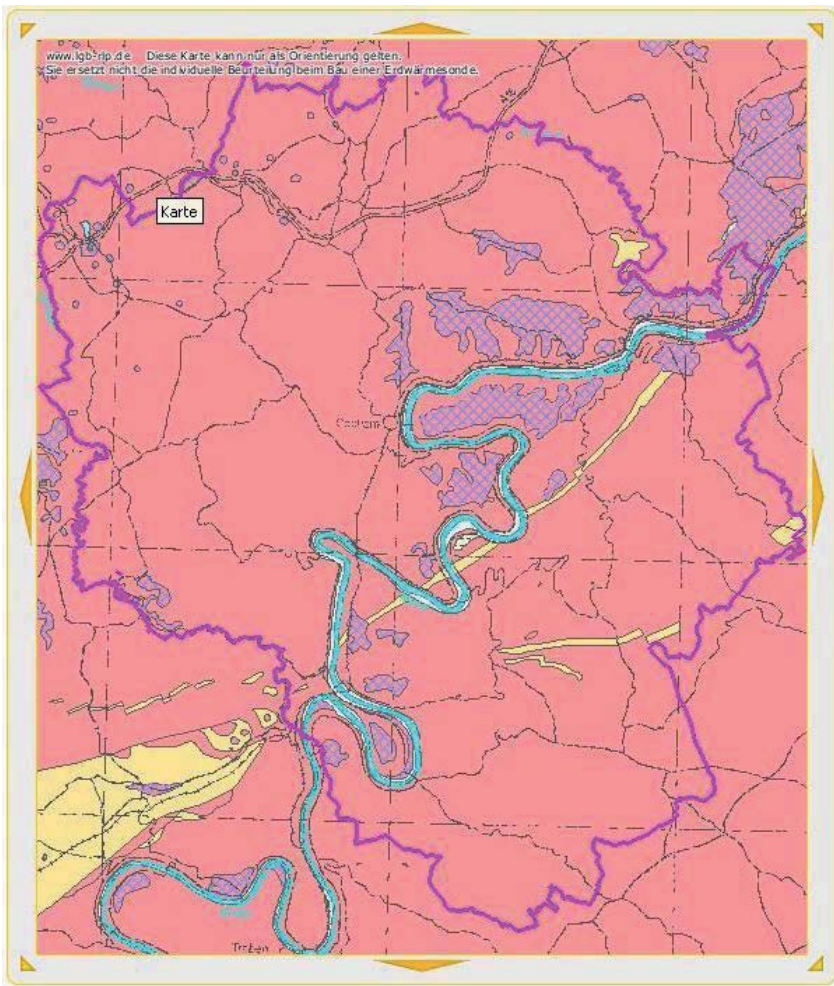 www.lgb-rlp.de Diese Karte kann nur als Orientierung gelten.
Sie ersetzt nicht die individuelle Beurteilung beim Bau einer Erdwärmesonde.
Karte
Cochem
Traben